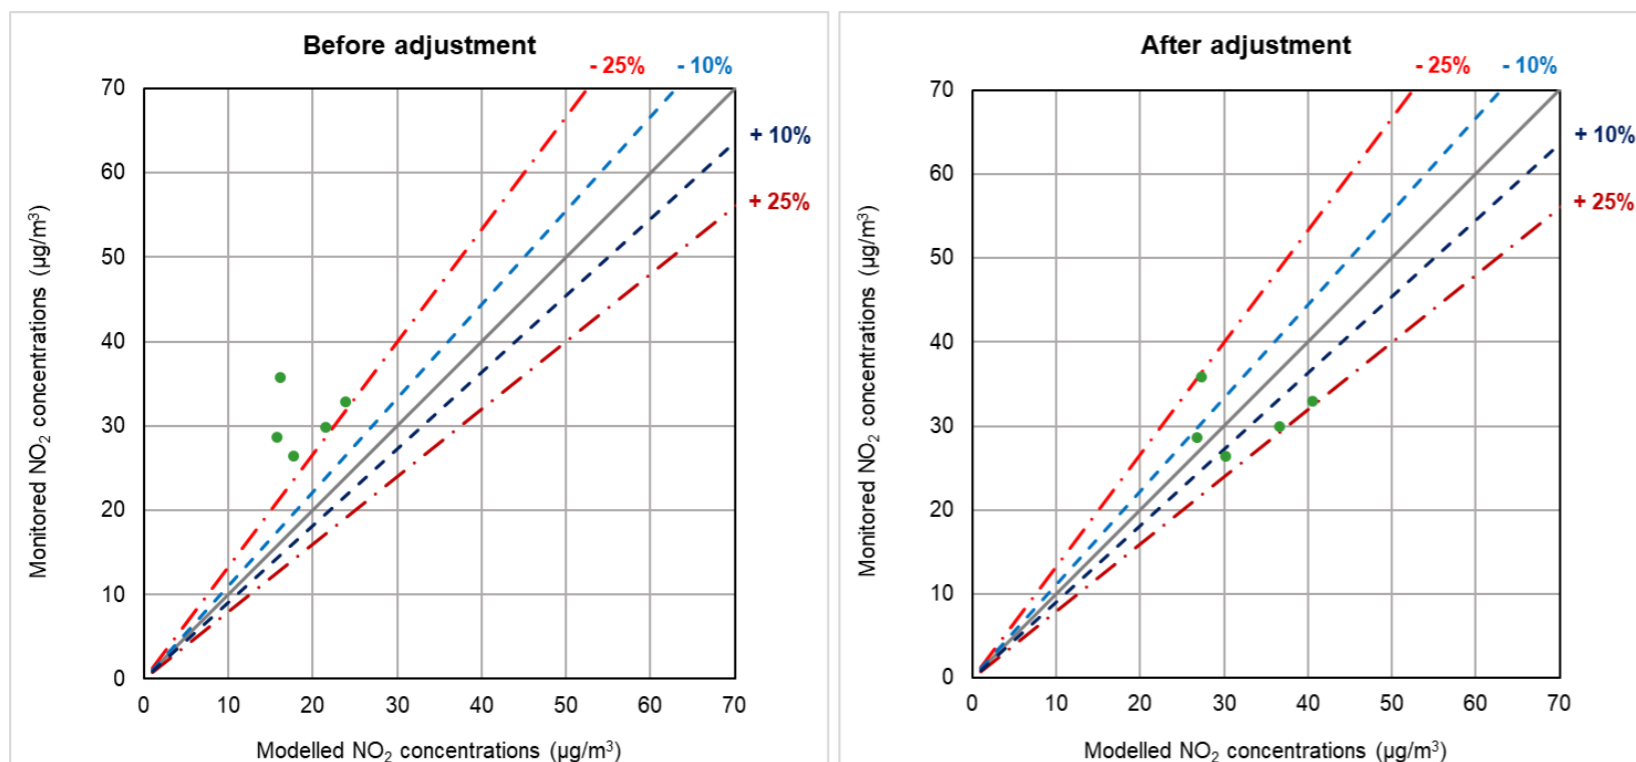 Before adjustment
- 25% - 10%
+ 10%
+ 25%
70
60
50
40
30
20
10
0
0 10 20 30 40 50 60 70
Monitored NO₂ concentrations (µg/m³)
Modelled NO₂ concentrations (µg/m³)
After adjustment
- 25% - 10%
+ 10%
+ 25%
70
60
50
40
30
20
10
0
0 10 20 30 40 50 60 70
Monitored NO₂ concentrations (µg/m³)
Modelled NO₂ concentrations (µg/m³)